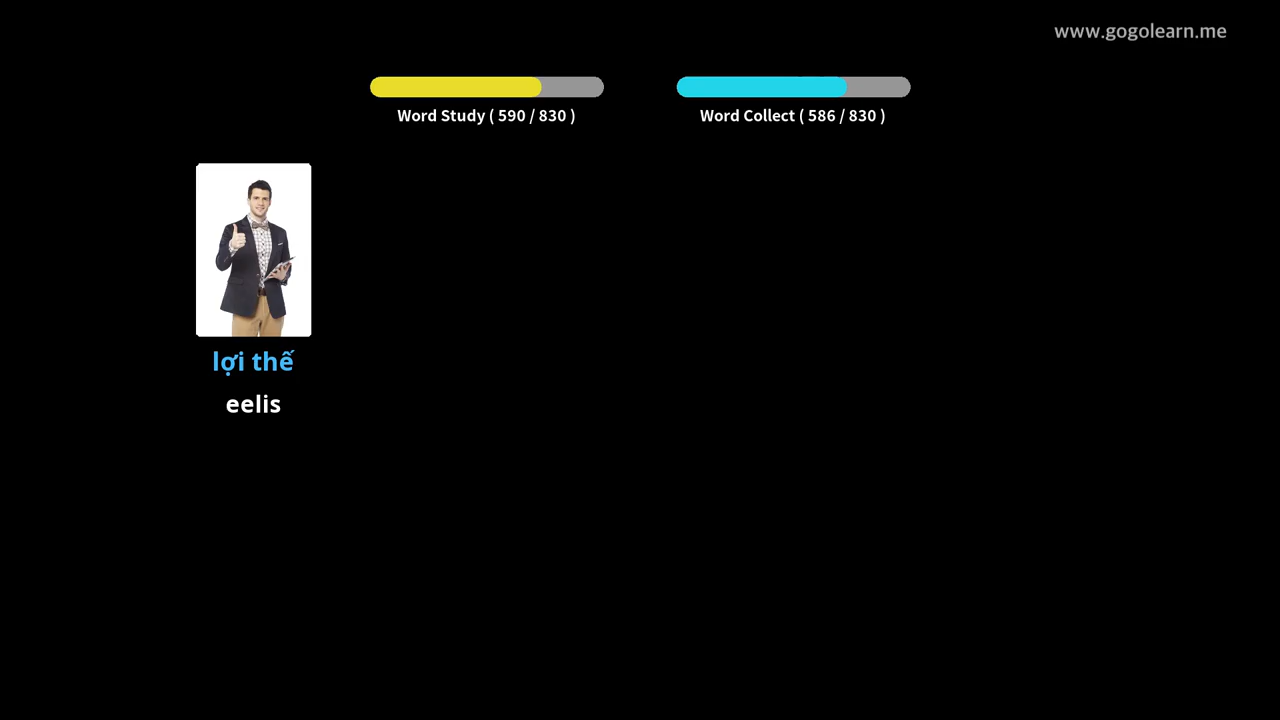 www.gogolearn.me
Word Study ( 590 / 830 )
Word Collect ( 586 / 830 )
lợi thế
eelis